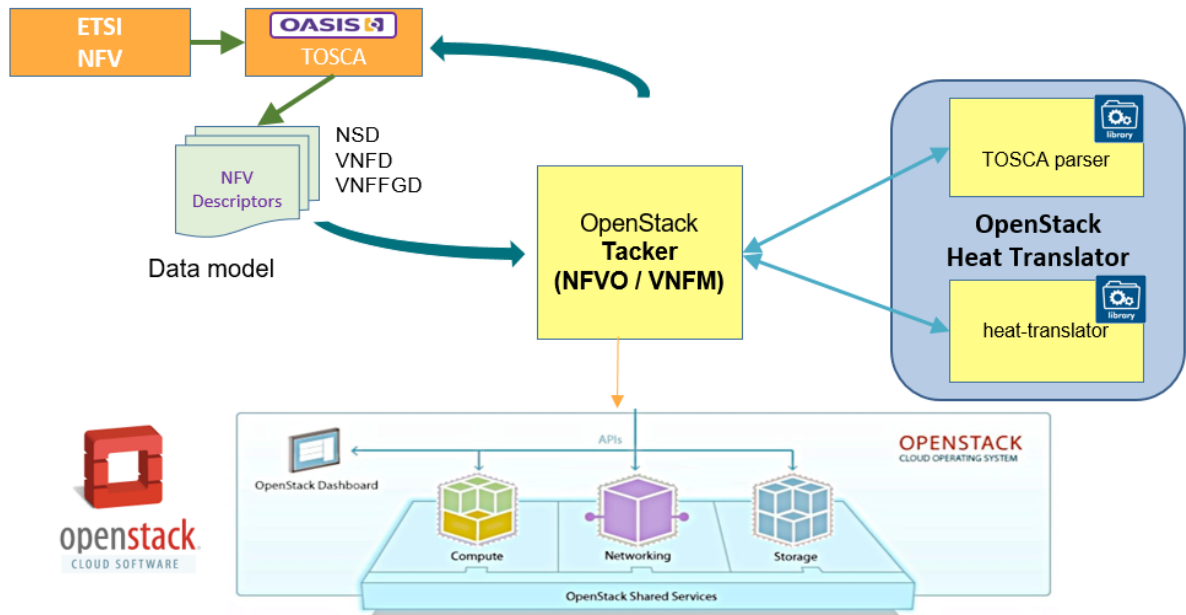 ETSI
NFV
OASIS
TOSCA
NSD
VNFD
VNFFGD
NFV
Descriptors
Data model
OpenStack
Tacker
(NFVO / VNFM)
library
TOSCA parser
OpenStack
Heat Translator
library
heat-translator
openstack
CLOUD SOFTWARE
APIs
OPENSTACK
CLOUD OPERATING SYSTEM
OpenStack Dashboard
Compute
Networking
Storage
OpenStack Shared Services